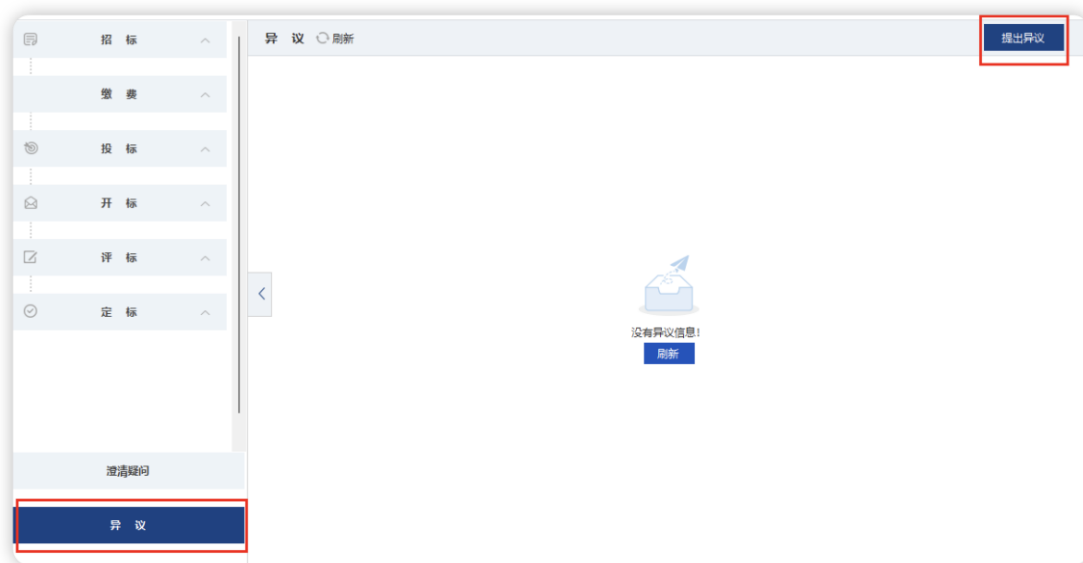 招 标
缴 费
投 标
开 标
评 标
定 标
澄清疑问
异 议
异 议 刷新
提出异议
没有异议信息!
刷新